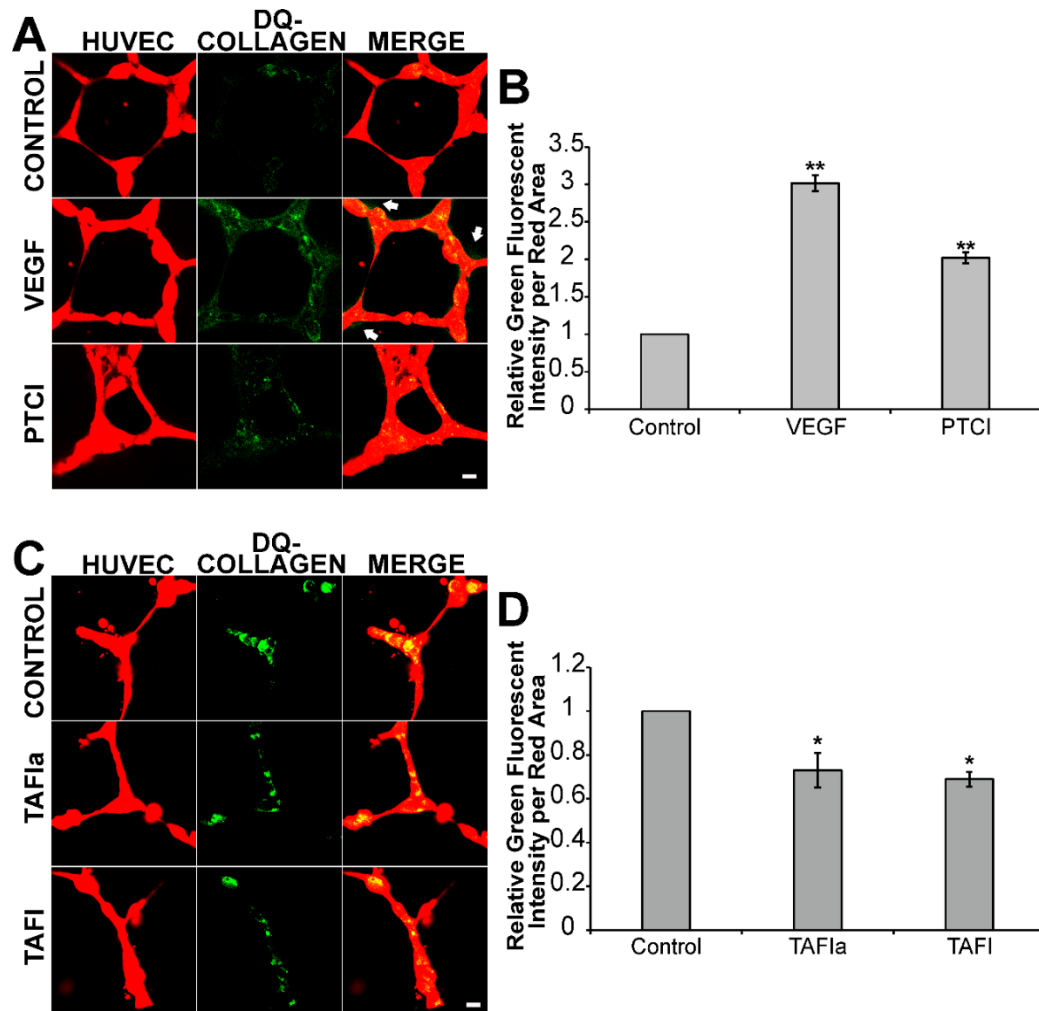 A
HUVEC
DQ-
COLLAGEN
MERGE
CONTROL
VEGF
PTCI
B
Relative Green Fluorescent
Intensity per Red Area
3.5
3
2.5
2
1.5
1
0.5
0
**
**
Control
VEGF
PTCI
C
HUVEC
DQ-
COLLAGEN
MERGE
CONTROL
TAFIa
TAFI
D
Relative Green Fluorescent
Intensity per Red Area
1.2
1
0.8
0.6
0.4
0.2
0
*
*
Control
TAFIa
TAFI